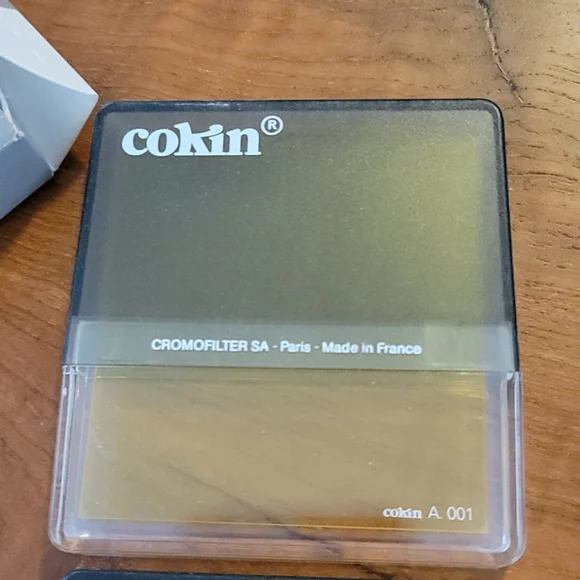 cokin®
CROMOFILTER SA - Paris - Made in France
cokin A. 001